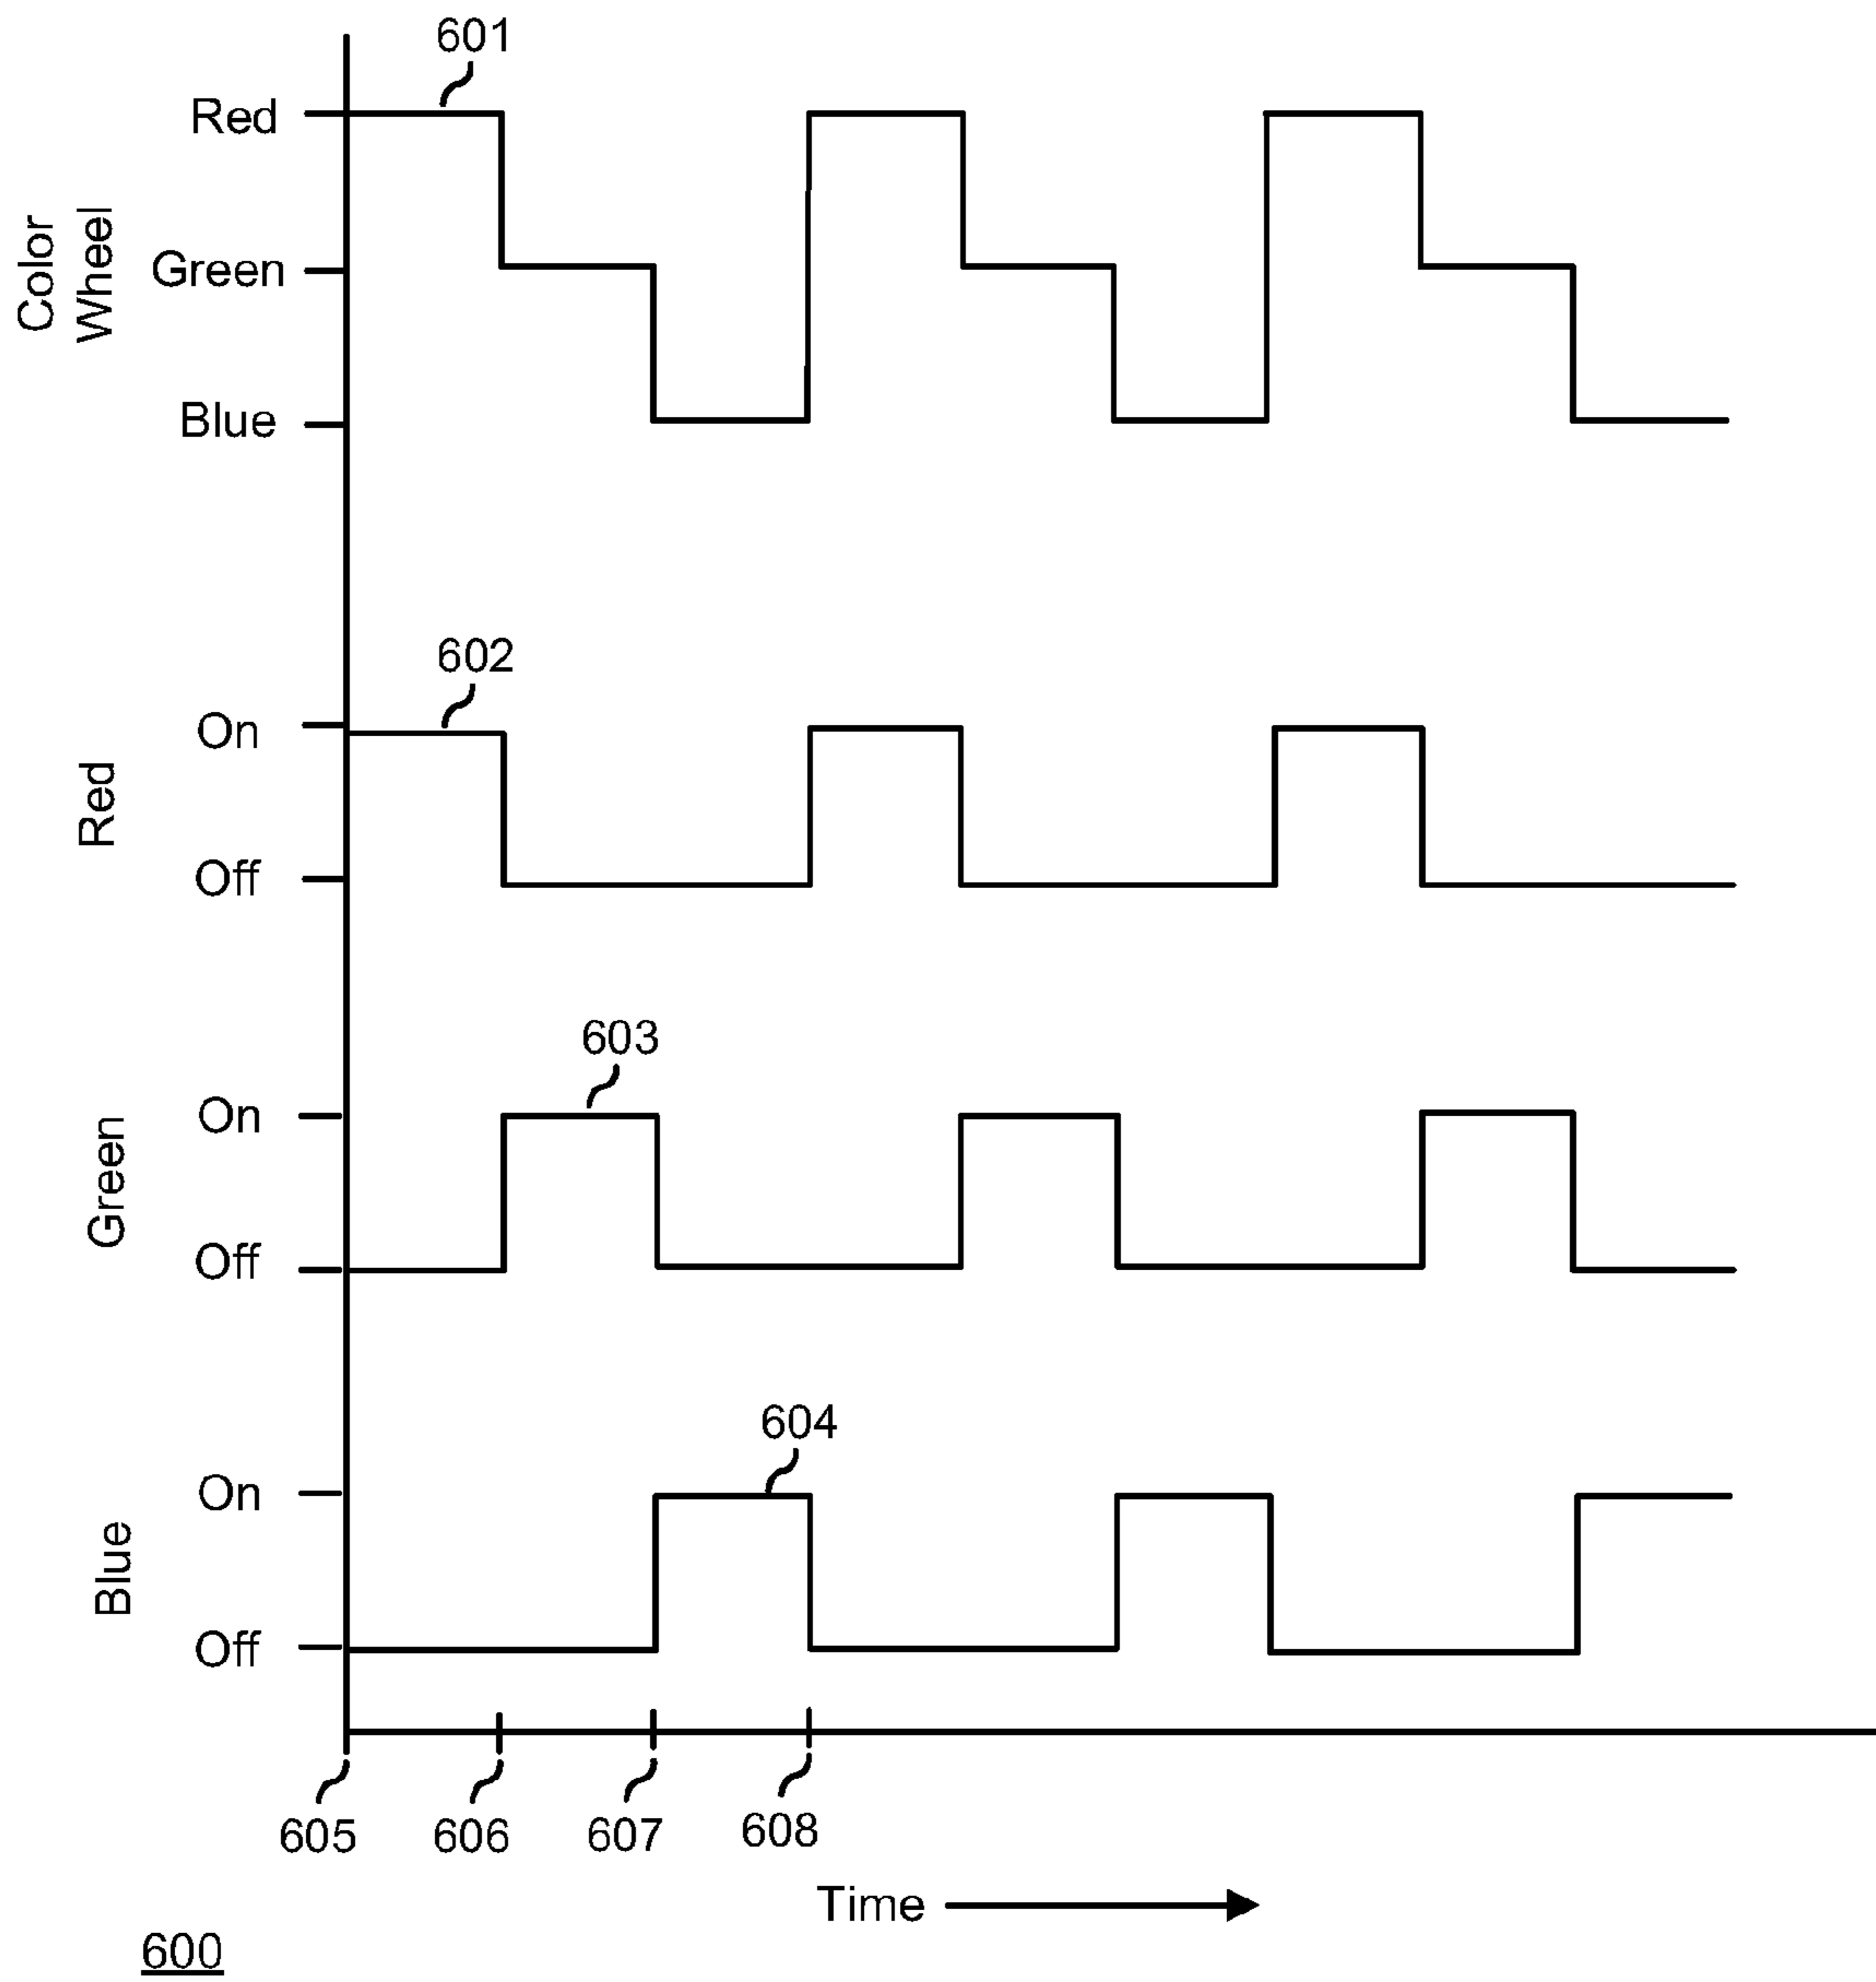 601
Red
Color
Wheel
Green
Blue
602
On
Red
Off
603
On
Green
Off
604
On
Blue
Off
605
606
607
608
Time
600